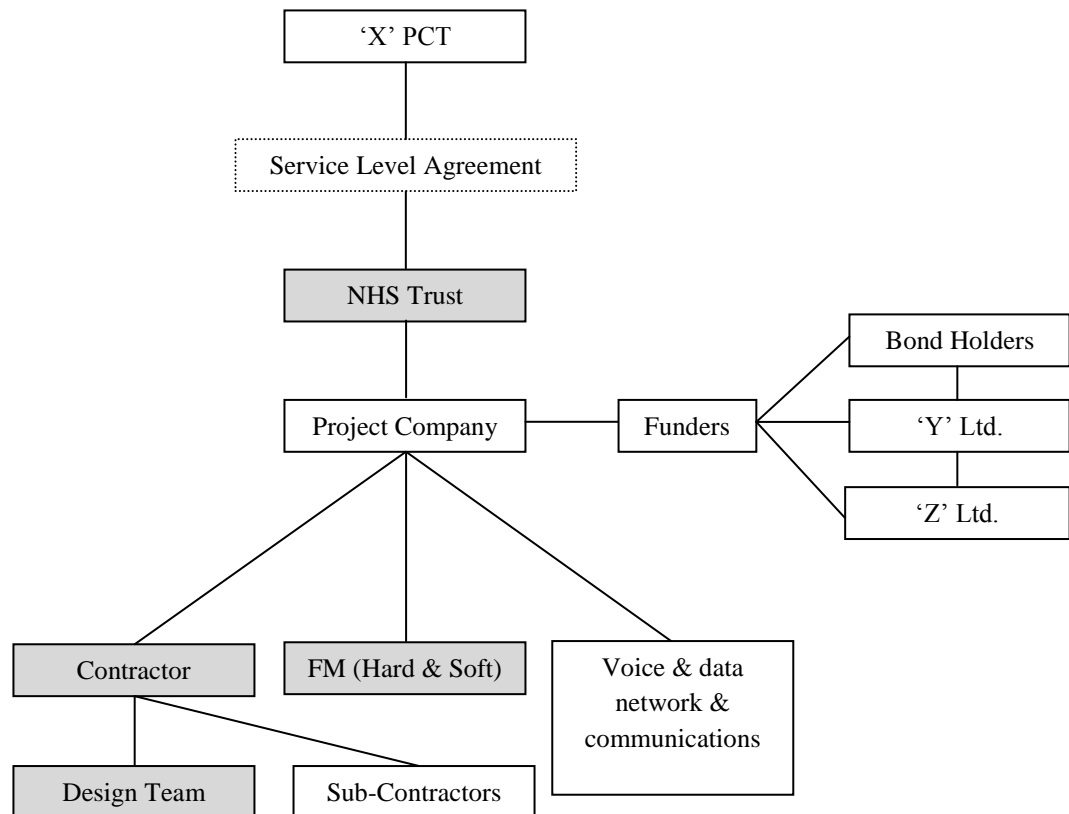 ‘X’ PCT
Service Level Agreement
NHS Trust
Bond Holders
Project Company
Funders
‘Y’ Ltd.
‘Z’ Ltd.
Contractor
FM (Hard & Soft)
Voice & data
network &
communications
Design Team
Sub-Contractors